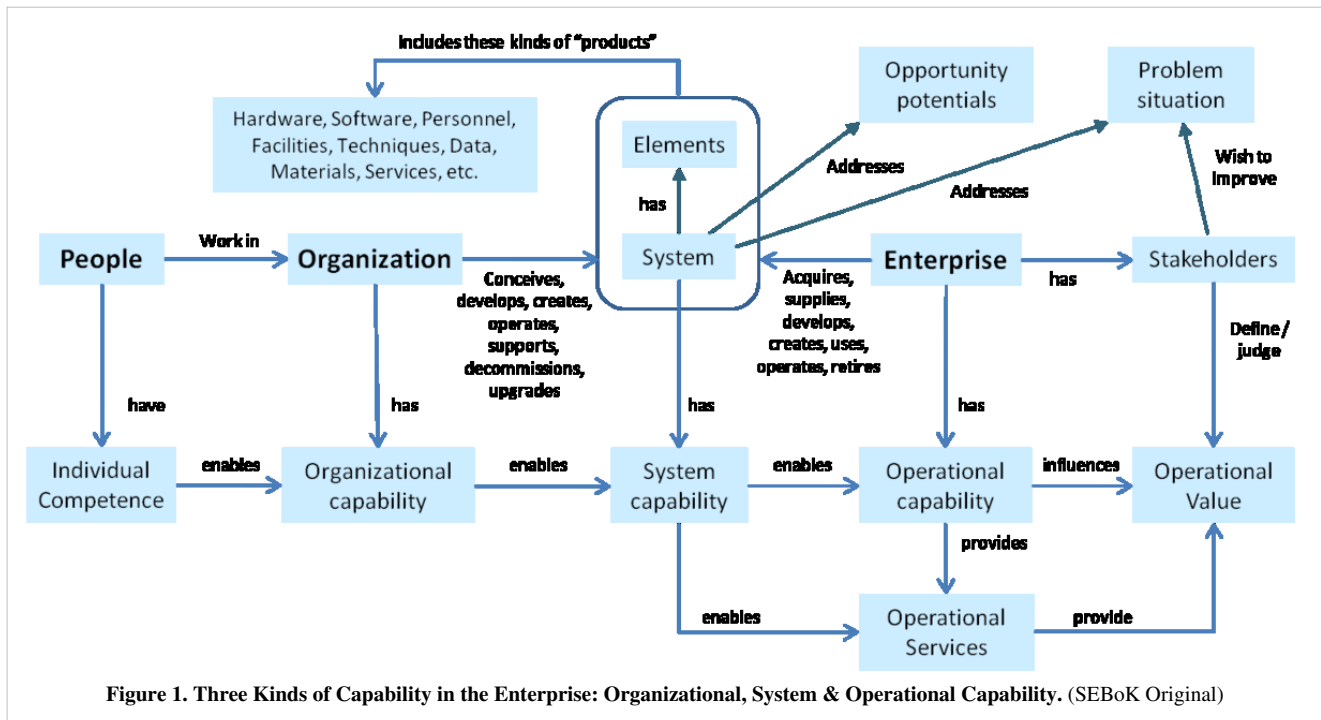 Includes these kinds of “products”
Opportunity
potentials
Problem
situation
Hardware, Software, Personnel,
Facilities, Techniques, Data,
Materials, Services, etc.
Elements
Addresses
Wish to
improve
has
Addresses
People
Work in
Organization
System
Enterprise
has
Stakeholders
Conceives,
develops, creates,
operates,
supports,
decommissions,
upgrades
Acquires,
supplies,
develops,
creates, uses,
operates, retires
Define /
judge
have
has
has
has
Individual
Competence
enables
Organizational
capability
enables
System
capability
enables
Operational
capability
influences
Operational
Value
provides
enables
Operational
Services
provide
Figure 1. Three Kinds of Capability in the Enterprise: Organizational, System & Operational Capability. (SEBoK Original)